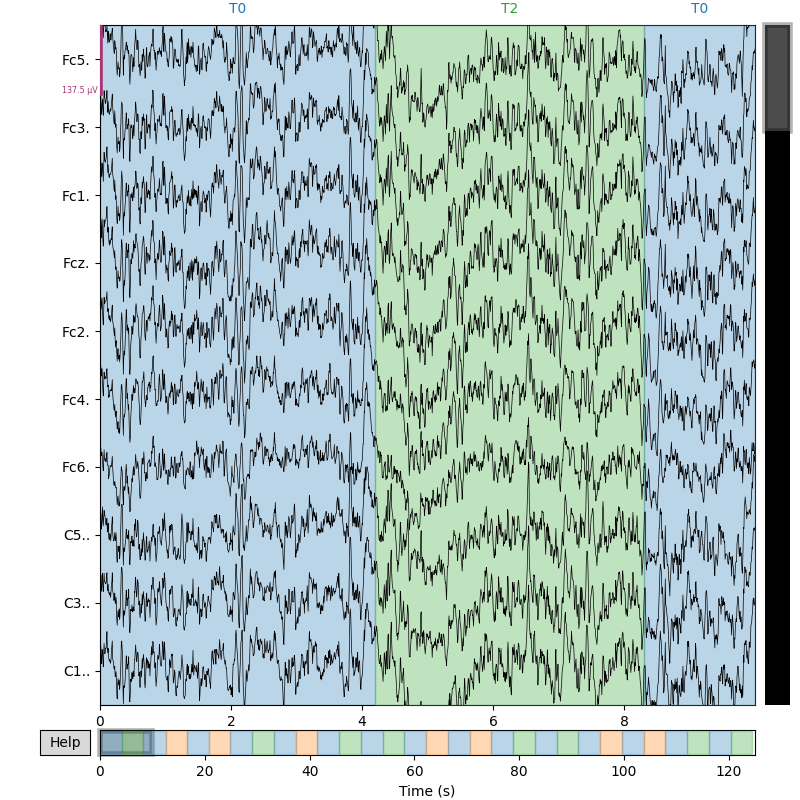 T0 T2 T0
Fc5.
137.5 µV
Fc3.
Fc1.
Fcz.
Fc2.
Fc4.
Fc6.
C5..
C3..
C1..
0 2 4 6 8
Help
0 20 40 60 80 100 120
Time (s)